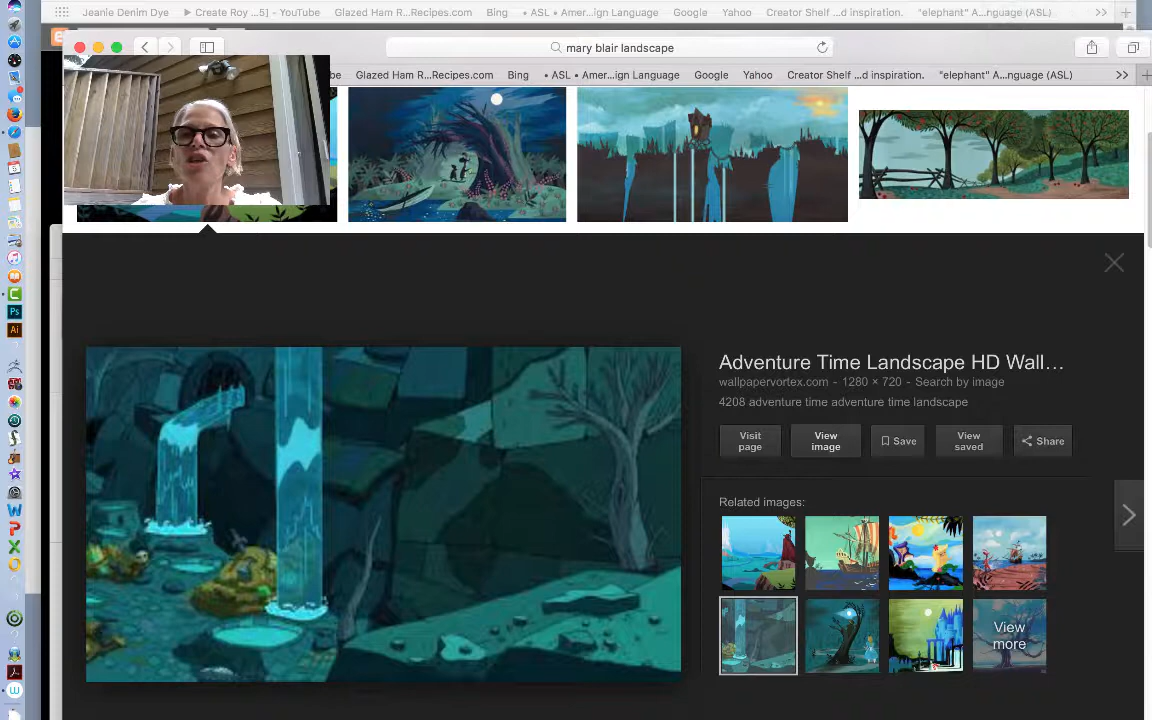 Jeanie Denim Dye
▶ Create Roy ...5] - YouTube
Glazed Ham R...Recipes.com
Bing
• ASL • Amer...ign Language
Google
Yahoo
Creator Shelf ...d inspiration.
"elephant" A...nguage (ASL)
>>
+
mary blair landscape
be
Glazed Ham R...Recipes.com
Bing
• ASL • Amer...ign Language
Google
Yahoo
Creator Shelf ...d inspiration.
"elephant" A...nguage (ASL)
>>
+
Adventure Time Landscape HD Wall...
wallpapervortex.com - 1280 × 720 - Search by image
4208 adventure time adventure time landscape
Visit
page
View
image
Save
View
saved
Share
Related images:
View
more
Ps
Ai